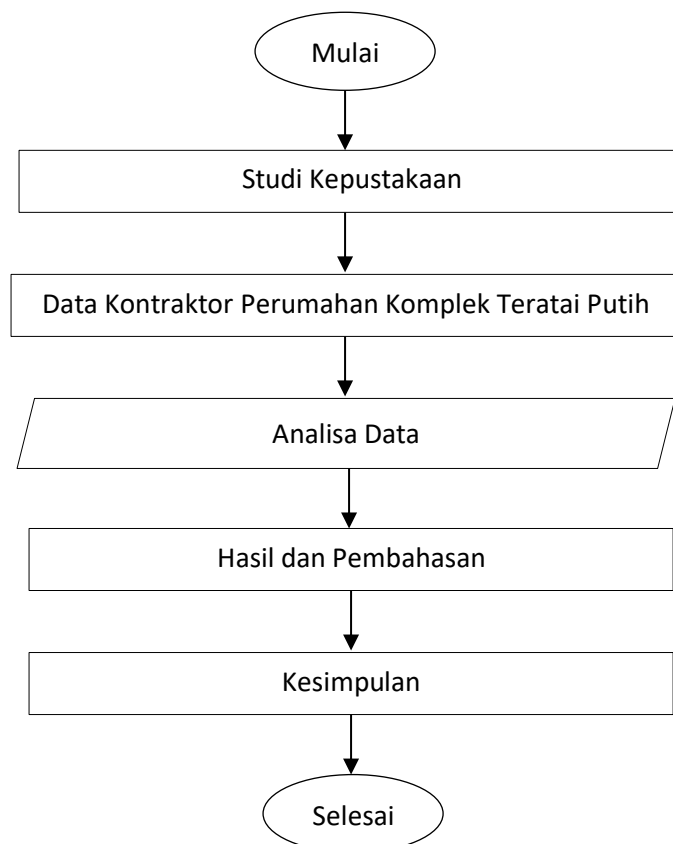 Mulai
Studi Kepustakaan
Data Kontraktor Perumahan Komplek Teratai Putih
Analisa Data
Hasil dan Pembahasan
Kesimpulan
Selesai